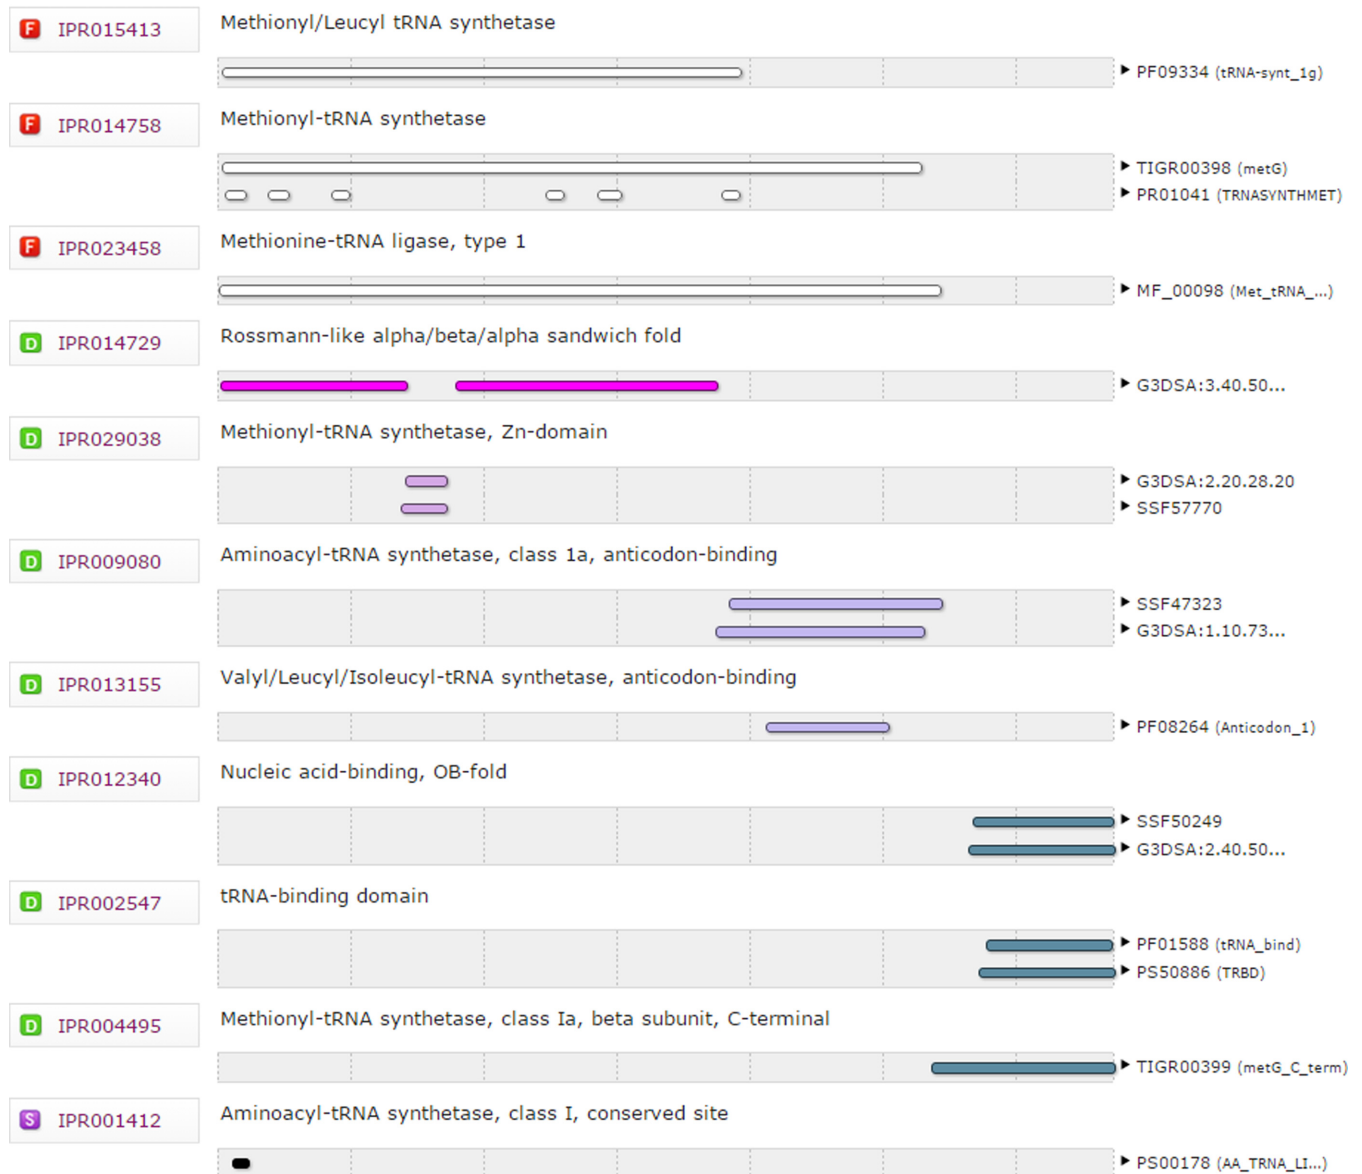 F IPR015413 Methionyl/Leucyl tRNA synthetase
PF09334 (tRNA-synt_1g)
F IPR014758 Methionyl-tRNA synthetase
TIGR00398 (metG)
PR01041 (TRNASYNTHMET)
F IPR023458 Methionine-tRNA ligase, type 1
MF_00098 (Met_tRNA_...)
D IPR014729 Rossmann-like alpha/beta/alpha sandwich fold
G3DSA:3.40.50...
D IPR029038 Methionyl-tRNA synthetase, Zn-domain
G3DSA:2.20.28.20
SSF57770
D IPR009080 Aminoacyl-tRNA synthetase, class 1a, anticodon-binding
SSF47323
G3DSA:1.10.73...
D IPR013155 Valyl/Leucyl/Isoleucyl-tRNA synthetase, anticodon-binding
PF08264 (Anticodon_1)
D IPR012340 Nucleic acid-binding, OB-fold
SSF50249
G3DSA:2.40.50...
D IPR002547 tRNA-binding domain
PF01588 (tRNA_bind)
PS50886 (TRBD)
D IPR004495 Methionyl-tRNA synthetase, class Ia, beta subunit, C-terminal
TIGR00399 (metG_C_term)
S IPR001412 Aminoacyl-tRNA synthetase, class I, conserved site
PS00178 (AA_TRNA_LI...)